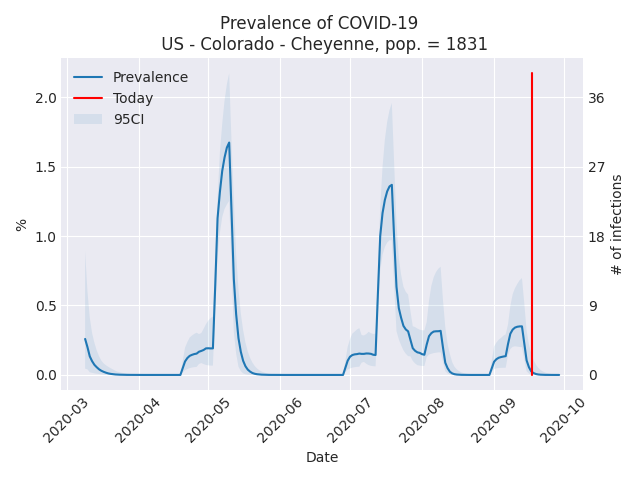 Prevalence of COVID-19
US - Colorado - Cheyenne, pop. = 1831
Prevalence
Today
95CI
2.0
1.5
1.0
0.5
0.0
%
36
27
18
9
0
# of infections
2020-03
2020-04
2020-05
2020-06
2020-07
2020-08
2020-09
2020-10
Date